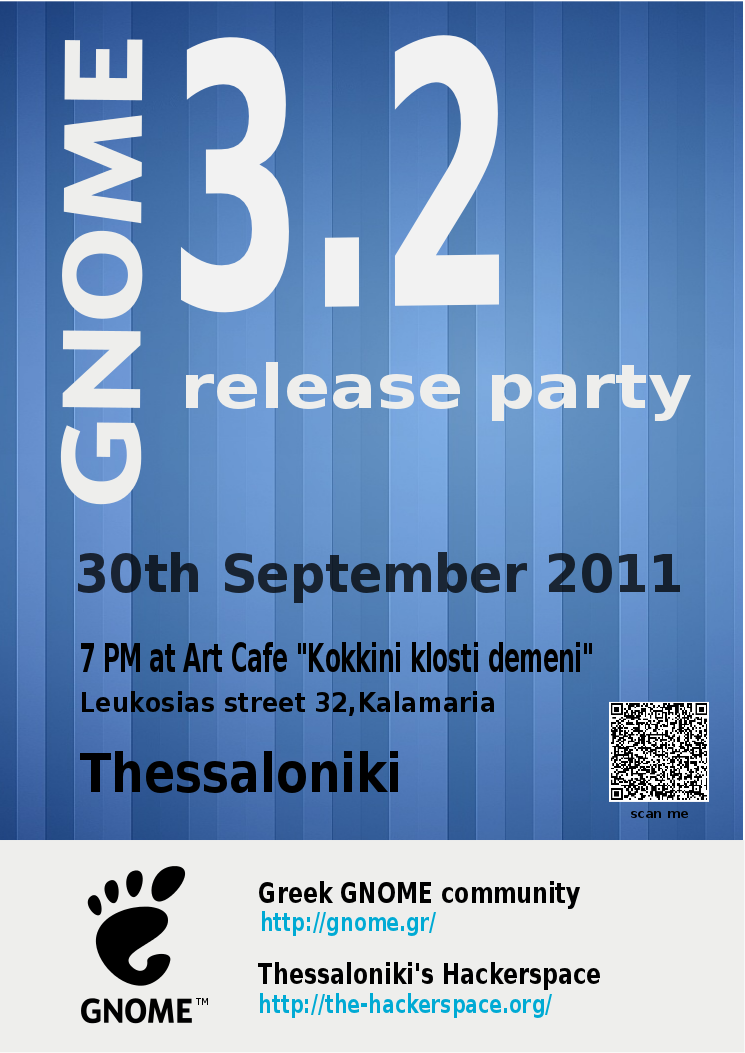 GNOME
3.2
release party
30th September 2011
7 PM at Art Cafe "Kokkini klosti demeni"
Leukosias street 32,Kalamaria
Thessaloniki
scan me
GNOME™
Greek GNOME community
http://gnome.gr/
Thessaloniki's Hackerspace
http://the-hackerspace.org/